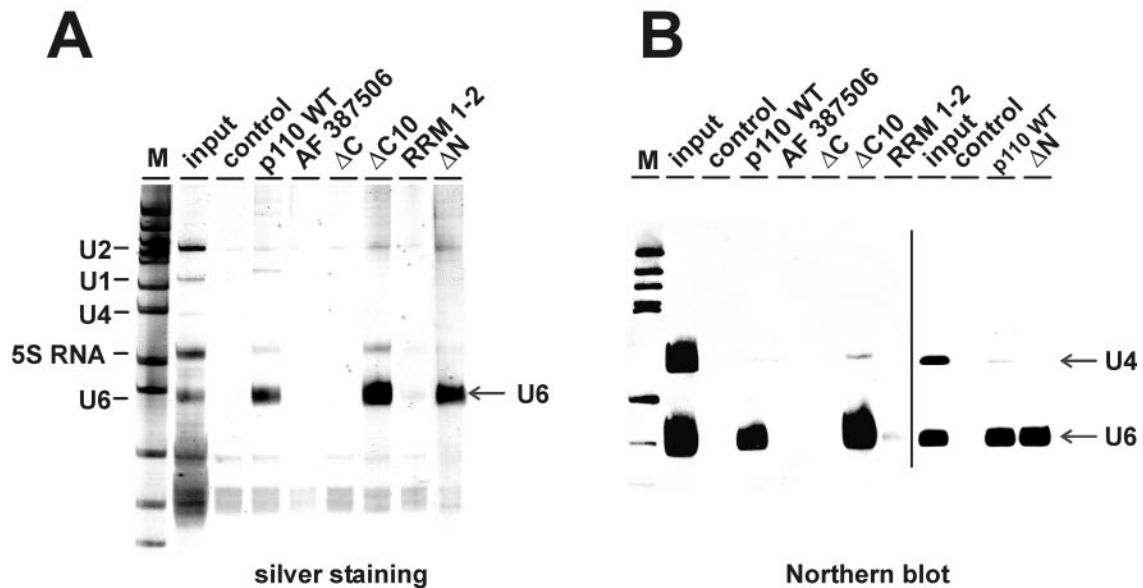 A
M
input
control
p110 WT
AF 387506
ΔC
ΔC10
RRM 1-2
ΔN
U2
U1
U4
5S RNA
U6
U6
silver staining
B
M
input
control
p110 WT
AF 387506
ΔC
ΔC10
RRM 1-2
input
control
p110 WT
ΔN
U4
U6
Northern blot